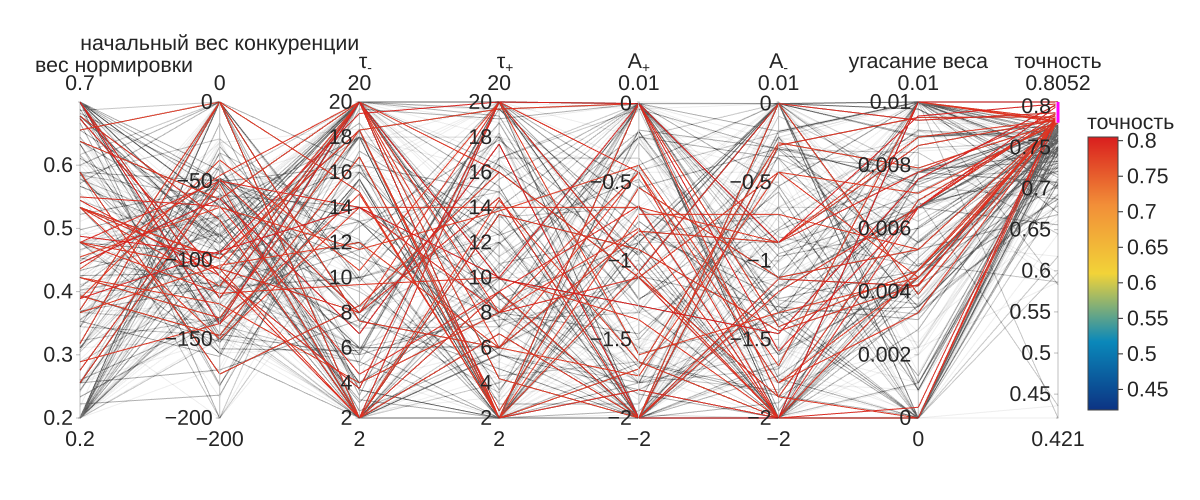 начальный вес конкуренции
вес нормировки τ₋ τ₊ A₊ A₋ угасание веса точность
0.7 0 20 20 0.01 0.01 0.01 0.8052
0 20 20 0 0 0.01 0.8
точность
18 18 0.75 0.8
0.6 −50 16 16 −0.5 −0.5 0.008 0.7 0.75
14 14 0.7
0.5 12 12 0.006 0.65 0.65
−100 10 10 −1 −1 0.6 0.6
0.4 8 8 0.004 0.55 0.55
−150 6 6 −1.5 −1.5
0.3 4 4 0.002 0.5 0.5
0.45 0.45
0.2 −200 2 2 −2 −2 0
0.2 −200 2 2 −2 −2 0 0.421